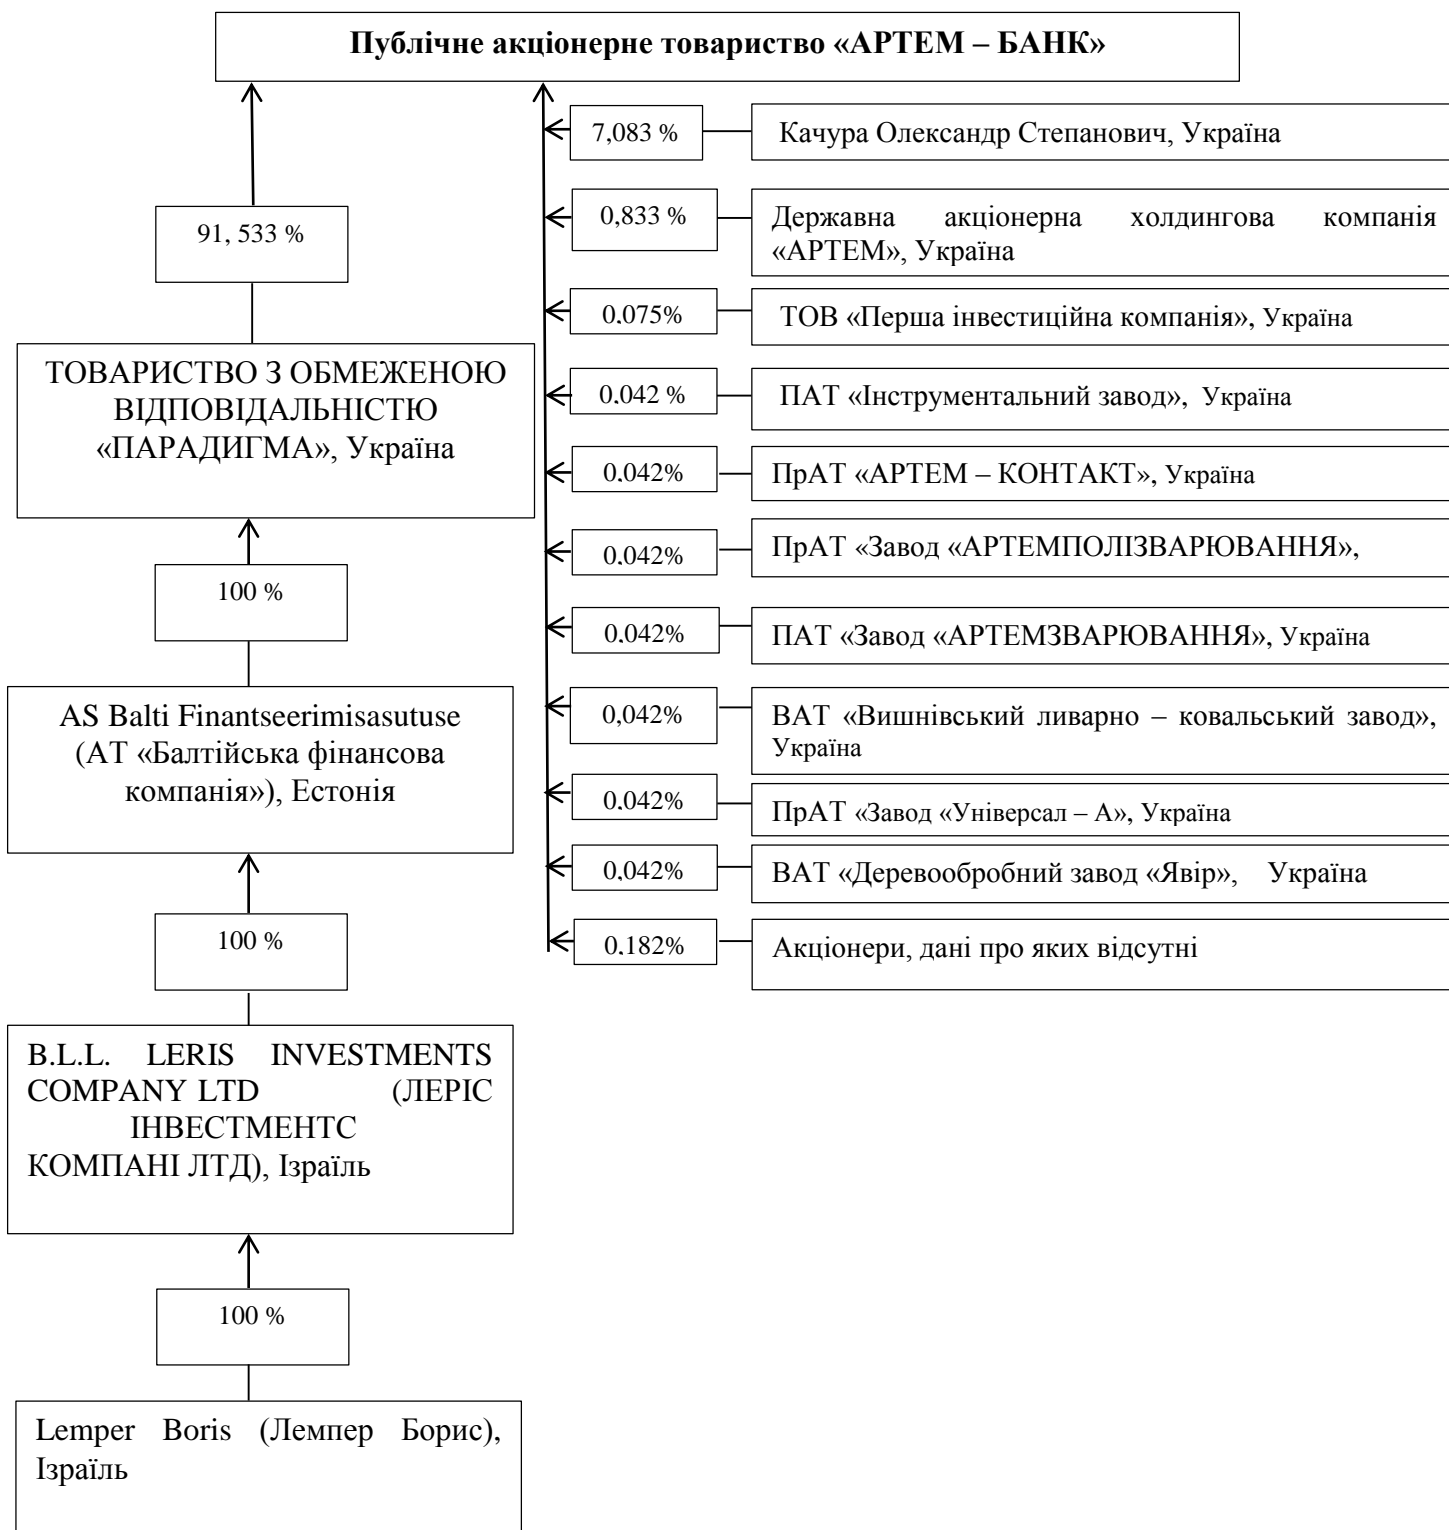 Публічне акціонерне товариство «АРТЕМ – БАНК»
7,083 %
Качура Олександр Степанович, Україна
0,833 %
Державна акціонерна холдингова компанія
«АРТЕМ», Україна
91, 533 %
0,075%
ТОВ «Перша інвестиційна компанія», Україна
ТОВАРИСТВО З ОБМЕЖЕНОЮ
ВІДПОВІДАЛЬНІСТЮ
«ПАРАДИГМА», Україна
0,042 %
ПАТ «Інструментальний завод», Україна
0,042%
ПрАТ «АРТЕМ – КОНТАКТ», Україна
0,042%
ПрАТ «Завод «АРТЕМПОЛІЗВАРЮВАННЯ»,
100 %
0,042%
ПАТ «Завод «АРТЕМЗВАРЮВАННЯ», Україна
AS Balti Finantseerimisasutuse
(АТ «Балтійська фінансова
компанія»), Естонія
0,042%
ВАТ «Вишнівський ливарно – ковальський завод»,
Україна
0,042%
ПрАТ «Завод «Універсал – А», Україна
0,042%
ВАТ «Деревообробний завод «Явір», Україна
100 %
0,182%
Акціонери, дані про яких відсутні
B.L.L. LERIS INVESTMENTS
COMPANY LTD (ЛЕРІС
ІНВЕСТМЕНТС
КОМПАНІ ЛТД), Ізраїль
100 %
Lemper Boris (Лемпер Борис),
Ізраїль